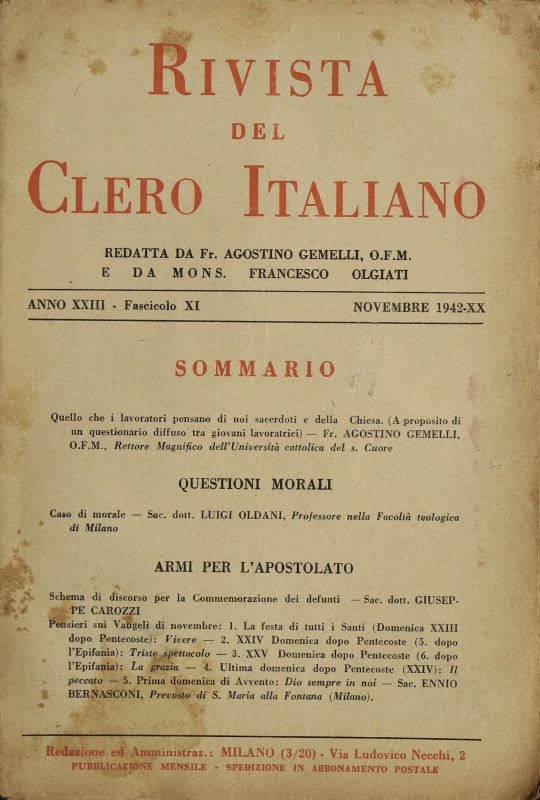 RIVISTA
DEL
CLERO ITALIANO
REDATTA DA Fr. AGOSTINO GEMELLI, O.F.M.
E DA MONS. FRANCESCO OLGIATI
ANNO XXIII - Fascicolo XI NOVEMBRE 1942-XX
SOMMARIO
Quello che i lavoratori pensano di noi sacerdoti e della Chiesa. (A proposito di
un questionario diffuso tra giovani lavoratrici) — Fr. AGOSTINO GEMELLI,
O.F.M., Rettore Magnifico dell'Università cattolica del s. Cuore
QUESTIONI MORALI
Caso di morale — Sac. dott. LUIGI OLDANI, Professore nella Facoltà teologica
di Milano
ARMI PER L'APOSTOLATO
Schema di discorso per la Commemorazione dei defunti — Sac. dott. GIUSEP-
PE CAROZZI
Pensieri sui Vangeli di novembre: 1. La festa di tutti i Santi (Domenica XXIII
dopo Pentecoste): Vivere — 2. XXIV Domenica dopo Pentecoste (5. dopo
l'Epifania): Triste spettacolo — 3. XXV Domenica dopo Pentecoste (6. dopo
l'Epifania): La grazia — 4. Ultima domenica dopo Pentecoste (XXIV): Il
peccato — 5. Prima domenica di Avvento: Dio sempre in noi — Sac. ENNIO
BERNASCONI, Prevosto di S. Maria alla Fontana (Milano).
Redazione ed Amministraz.: MILANO (3/20) - Via Ludovico Necchi, 2
PUBBLICAZIONE MENSILE - SPEDIZIONE IN ABBONAMENTO POSTALE